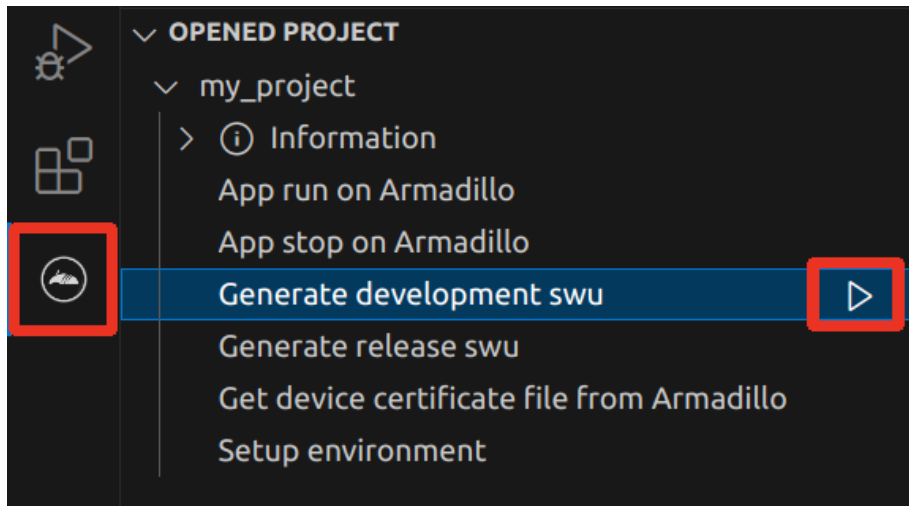 OPENED PROJECT
my_project
Information
App run on Armadillo
App stop on Armadillo
Generate development swu
Generate release swu
Get device certificate file from Armadillo
Setup environment